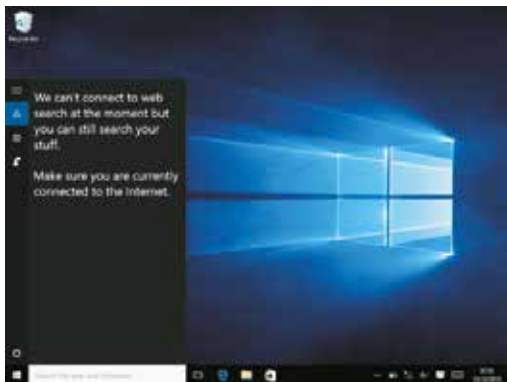 We can't connect to web
search at the moment but
you can still search your
stuff.
Make sure you are currently
connected to the Internet.